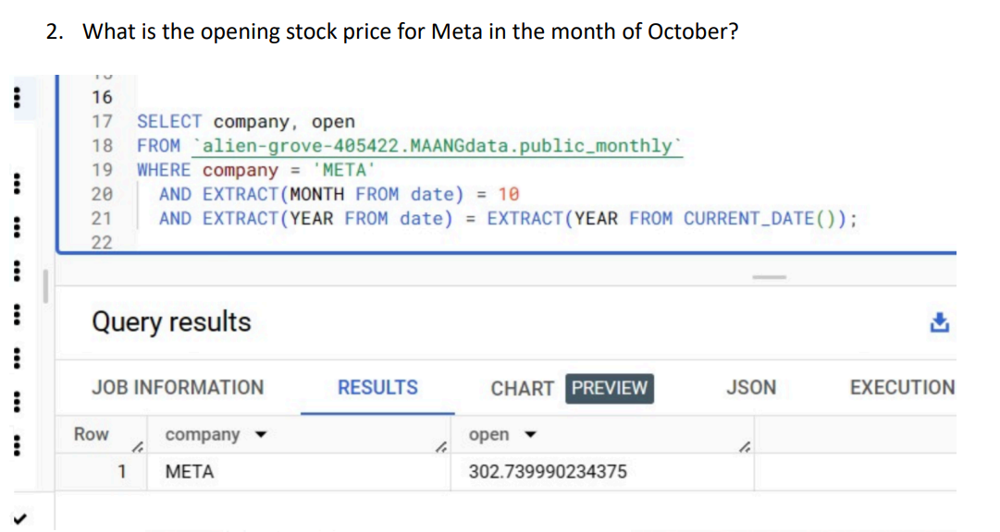 2. What is the opening stock price for Meta in the month of October?
16
17 SELECT company, open
18 FROM `alien-grove-405422.MAANGdata.public_monthly`
19 WHERE company = 'META'
20 AND EXTRACT(MONTH FROM date) = 10
21 AND EXTRACT(YEAR FROM date) = EXTRACT(YEAR FROM CURRENT_DATE());
22
Query results
JOB INFORMATION RESULTS CHART PREVIEW JSON EXECUTION
Row company open
1 META 302.739990234375